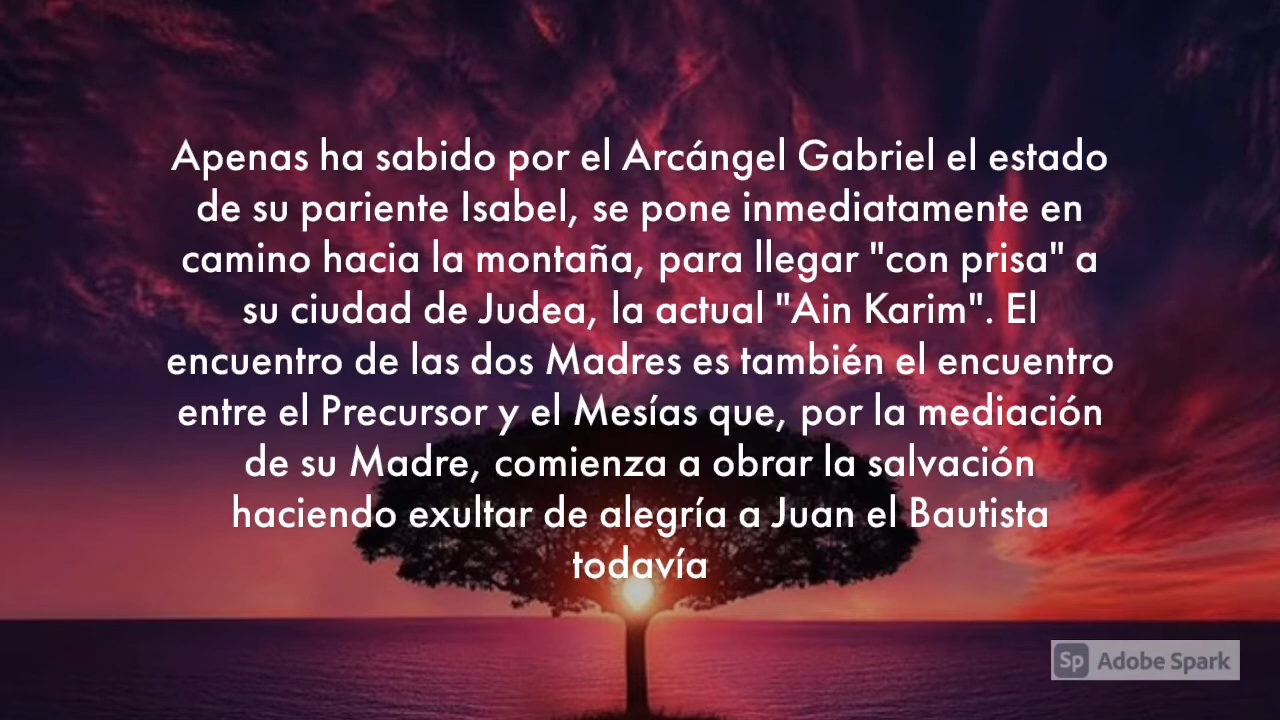 Apenas ha sabido por el Arcángel Gabriel el estado
de su pariente Isabel, se pone inmediatamente en
camino hacia la montaña, para llegar "con prisa" a
su ciudad de Judea, la actual "Ain Karim". El
encuentro de las dos Madres es también el encuentro
entre el Precursor y el Mesías que, por la mediación
de su Madre, comienza a obrar la salvación
haciendo exultar de alegría a Juan el Bautista
todavía
Sp Adobe Spark